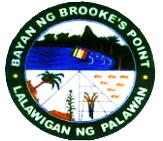 BAYAN NG BROOKE'S POINT
LALAWIGAN NG PALAWAN